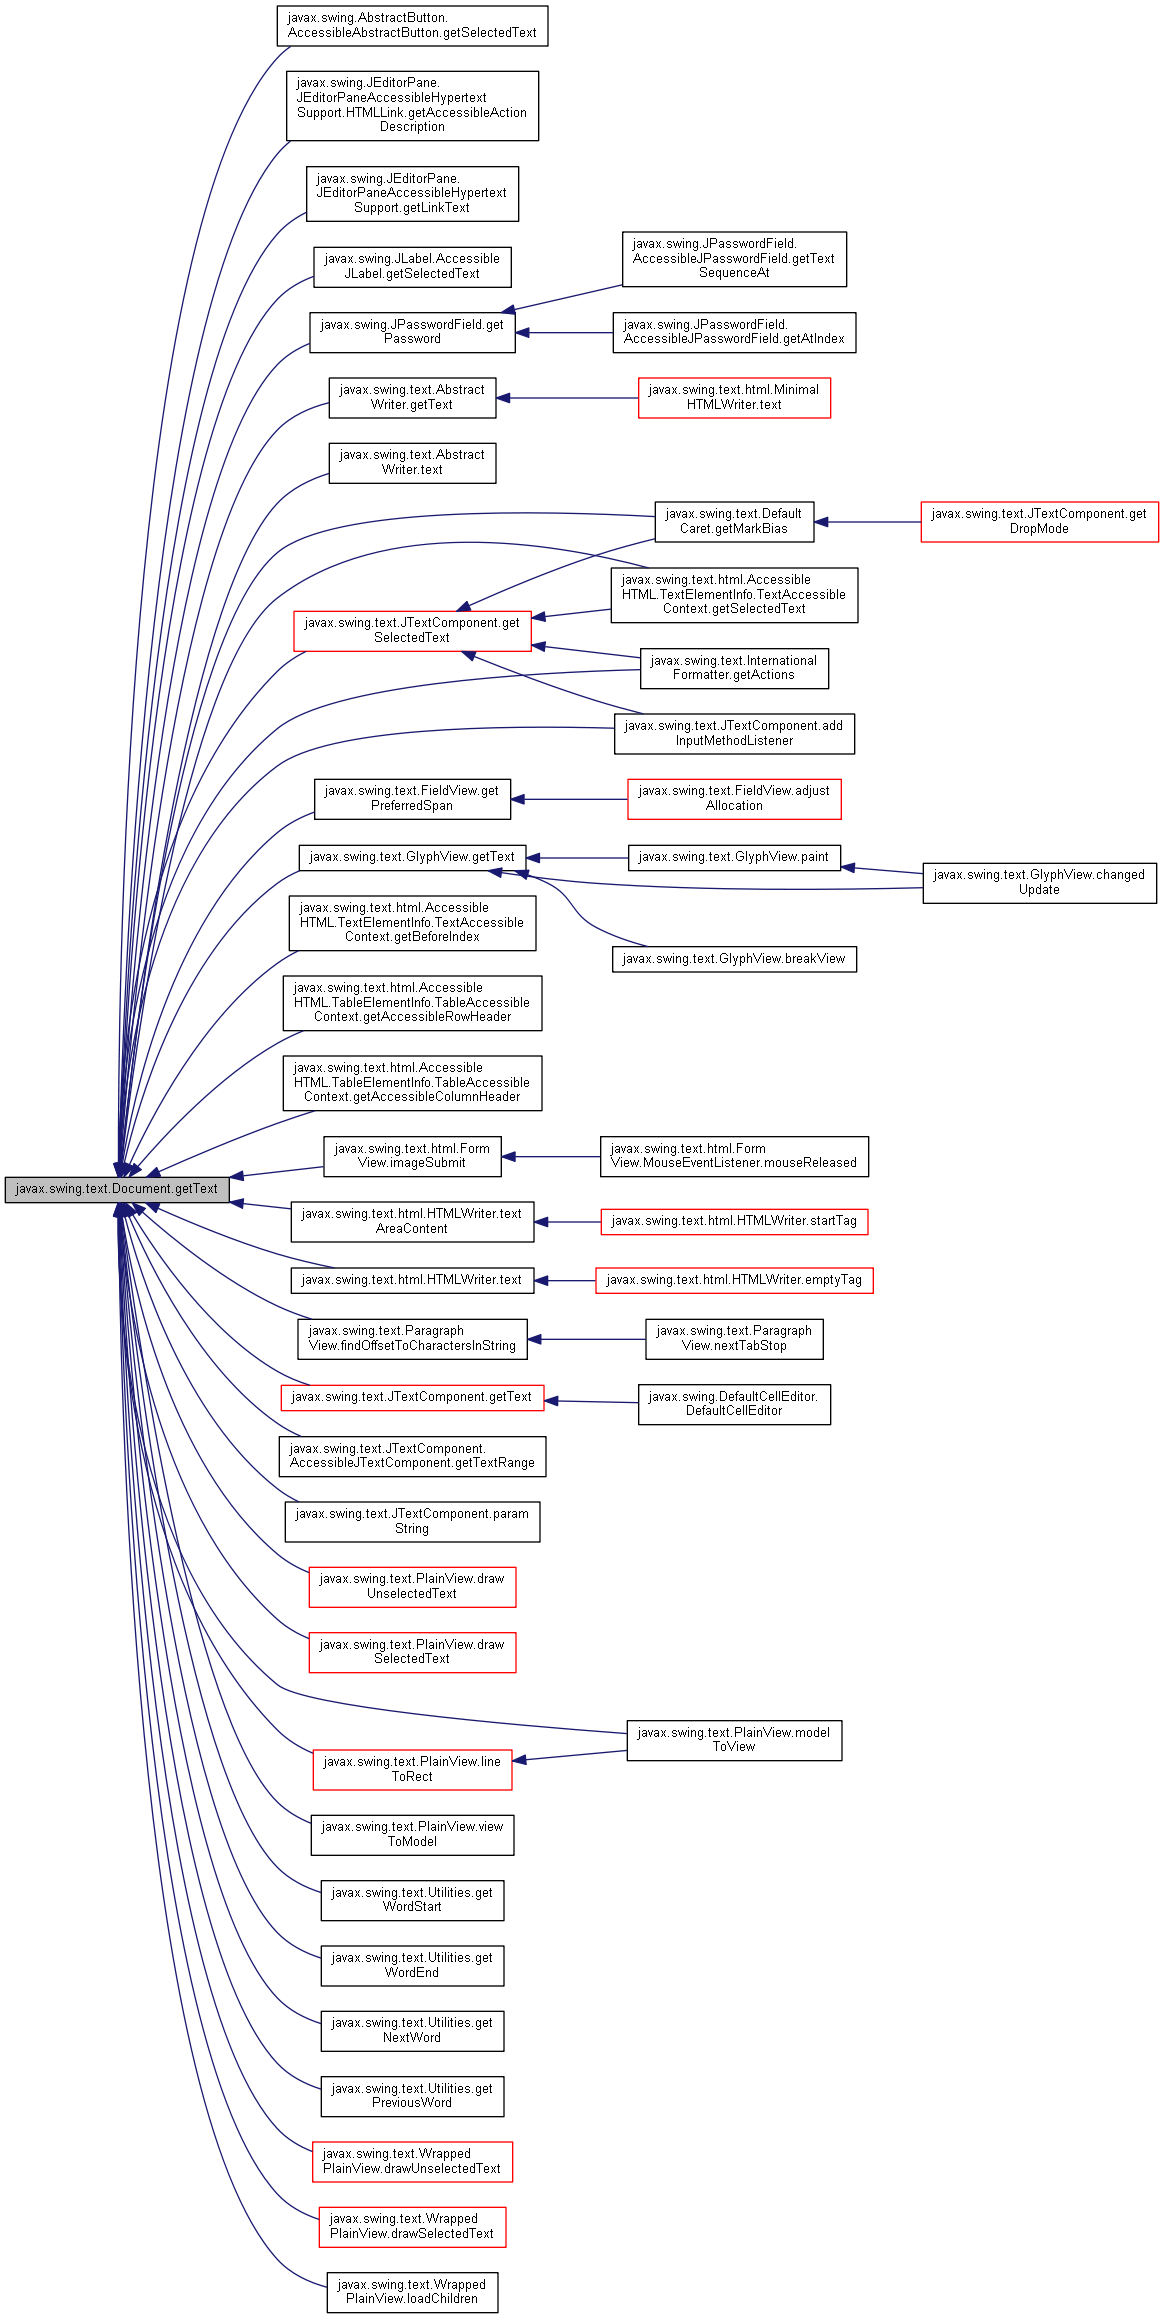 javax.swing.AbstractButton.
AccessibleAbstractButton.getSelectedText
javax.swing.JEditorPane.
JEditorPaneAccessibleHypertext
Support.HTMLLink.getAccessibleAction
Description
javax.swing.JEditorPane.
JEditorPaneAccessibleHypertext
Support.getLinkText
javax.swing.JLabel.Accessible
JLabel.getSelectedText
javax.swing.JPasswordField.
AccessibleJPasswordField.getText
SequenceAt
javax.swing.JPasswordField.get
Password
javax.swing.JPasswordField.
AccessibleJPasswordField.getAtIndex
javax.swing.text.Abstract
Writer.getText
javax.swing.text.html.Minimal
HTMLWriter.text
javax.swing.text.Abstract
Writer.text
javax.swing.text.Default
Caret.getMarkBias
javax.swing.text.JTextComponent.get
DropMode
javax.swing.text.html.Accessible
HTML.TextElementInfo.TextAccessible
Context.getSelectedText
javax.swing.text.JTextComponent.get
SelectedText
javax.swing.text.International
Formatter.getActions
javax.swing.text.JTextComponent.add
InputMethodListener
javax.swing.text.FieldView.get
PreferredSpan
javax.swing.text.FieldView.adjust
Allocation
javax.swing.text.GlyphView.getText
javax.swing.text.GlyphView.paint
javax.swing.text.GlyphView.changed
Update
javax.swing.text.html.Accessible
HTML.TextElementInfo.TextAccessible
Context.getBeforeIndex
javax.swing.text.GlyphView.breakView
javax.swing.text.html.Accessible
HTML.TableElementInfo.TableAccessible
Context.getAccessibleRowHeader
javax.swing.text.html.Accessible
HTML.TableElementInfo.TableAccessible
Context.getAccessibleColumnHeader
javax.swing.text.html.Form
View.imageSubmit
javax.swing.text.html.Form
View.MouseEventListener.mouseReleased
javax.swing.text.Document.getText
javax.swing.text.html.HTMLWriter.text
AreaContent
javax.swing.text.html.HTMLWriter.startTag
javax.swing.text.html.HTMLWriter.text
javax.swing.text.html.HTMLWriter.emptyTag
javax.swing.text.Paragraph
View.findOffsetToCharactersInString
javax.swing.text.Paragraph
View.nextTabStop
javax.swing.text.JTextComponent.getText
javax.swing.DefaultCellEditor.
DefaultCellEditor
javax.swing.text.JTextComponent.
AccessibleJTextComponent.getTextRange
javax.swing.text.JTextComponent.param
String
javax.swing.text.PlainView.draw
UnselectedText
javax.swing.text.PlainView.draw
SelectedText
javax.swing.text.PlainView.model
ToView
javax.swing.text.PlainView.line
ToRect
javax.swing.text.PlainView.view
ToModel
javax.swing.text.Utilities.get
WordStart
javax.swing.text.Utilities.get
WordEnd
javax.swing.text.Utilities.get
NextWord
javax.swing.text.Utilities.get
PreviousWord
javax.swing.text.Wrapped
PlainView.drawUnselectedText
javax.swing.text.Wrapped
PlainView.drawSelectedText
javax.swing.text.Wrapped
PlainView.loadChildren